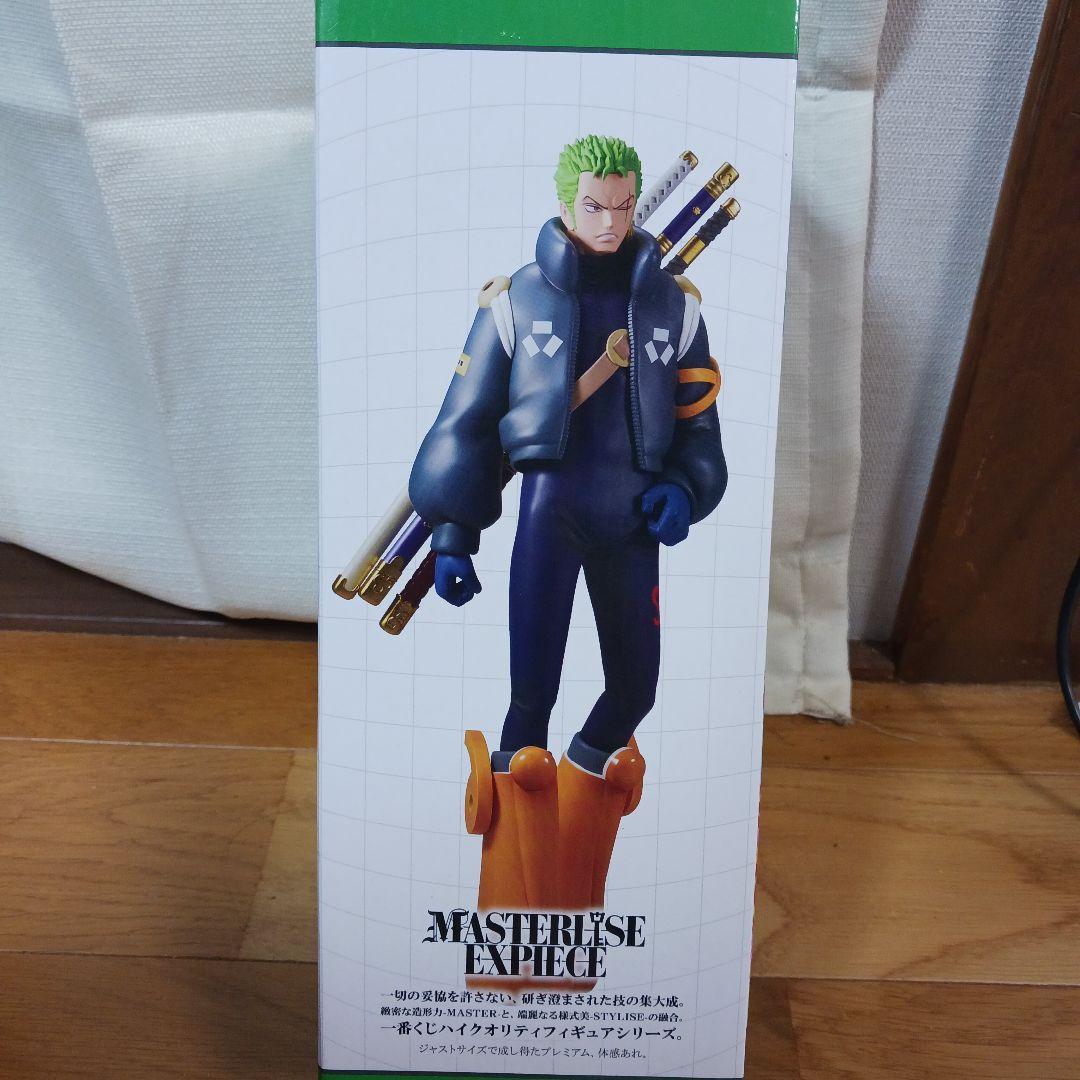 MASTERLISE
EXPIECE
一切の妥協を許さない、研ぎ澄まされた技の集大成。
緻密な造形力-MASTER-と、端麗なる様式美-STYLISE-の融合。
一番くじハイクオリティフィギュアシリーズ。
ジャストサイズで成し得たプレミアム、体感あれ。